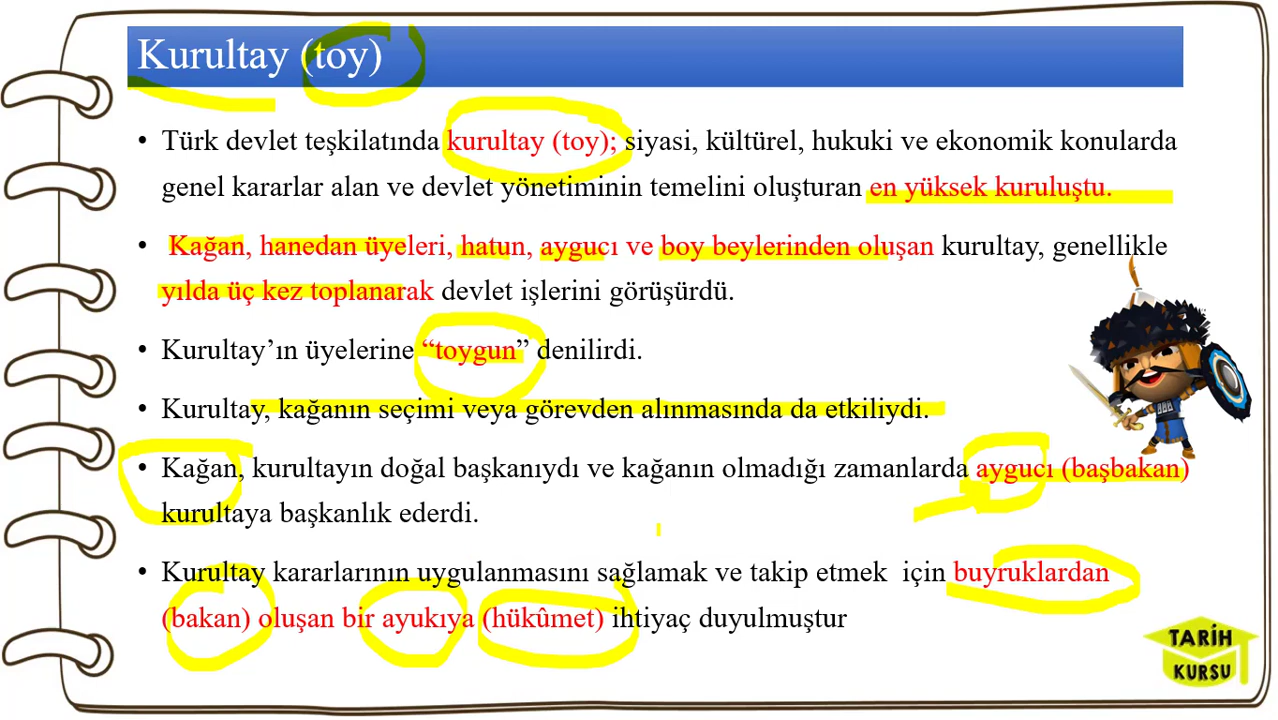 Kurultay (toy)
• Türk devlet teşkilatında kurultay (toy); siyasi, kültürel, hukuki ve ekonomik konularda
genel kararlar alan ve devlet yönetiminin temelini oluşturan en yüksek kuruluştu.
• Kağan, hanedan üyeleri, hatun, aygucı ve boy beylerinden oluşan kurultay, genellikle
yılda üç kez toplanarak devlet işlerini görüşürdü.
• Kurultay’ın üyelerine “toygun” denilirdi.
• Kurultay, kağanın seçimi veya görevden alınmasında da etkiliydi.
• Kağan, kurultayın doğal başkanıydı ve kağanın olmadığı zamanlarda aygucı (başbakan)
kurultaya başkanlık ederdi.
• Kurultay kararlarının uygulanmasını sağlamak ve takip etmek için buyruklardan
(bakan) oluşan bir ayukıya (hükûmet) ihtiyaç duyulmuştur
TARİH
KURSU